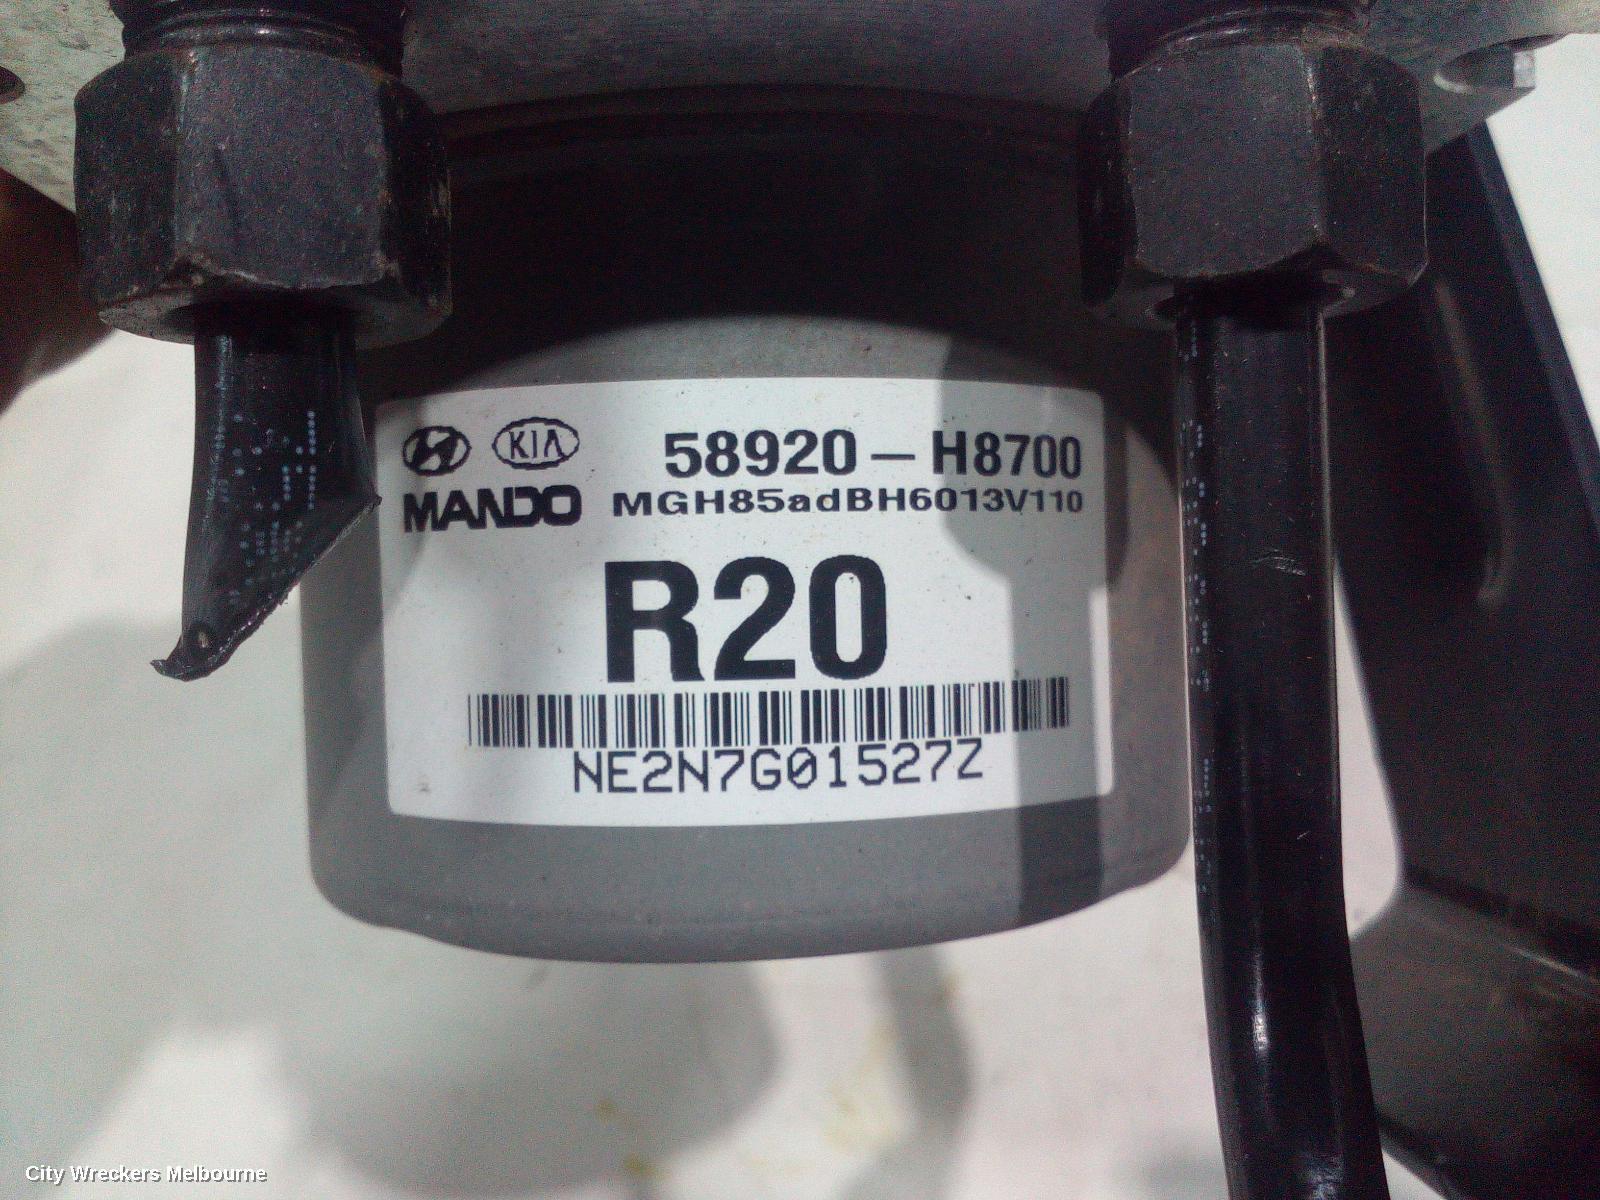 KIA 58920-H8700
MANDO MGH85adBH6013V110
R20
NE2N7G01527Z
City Wreckers Melbourne